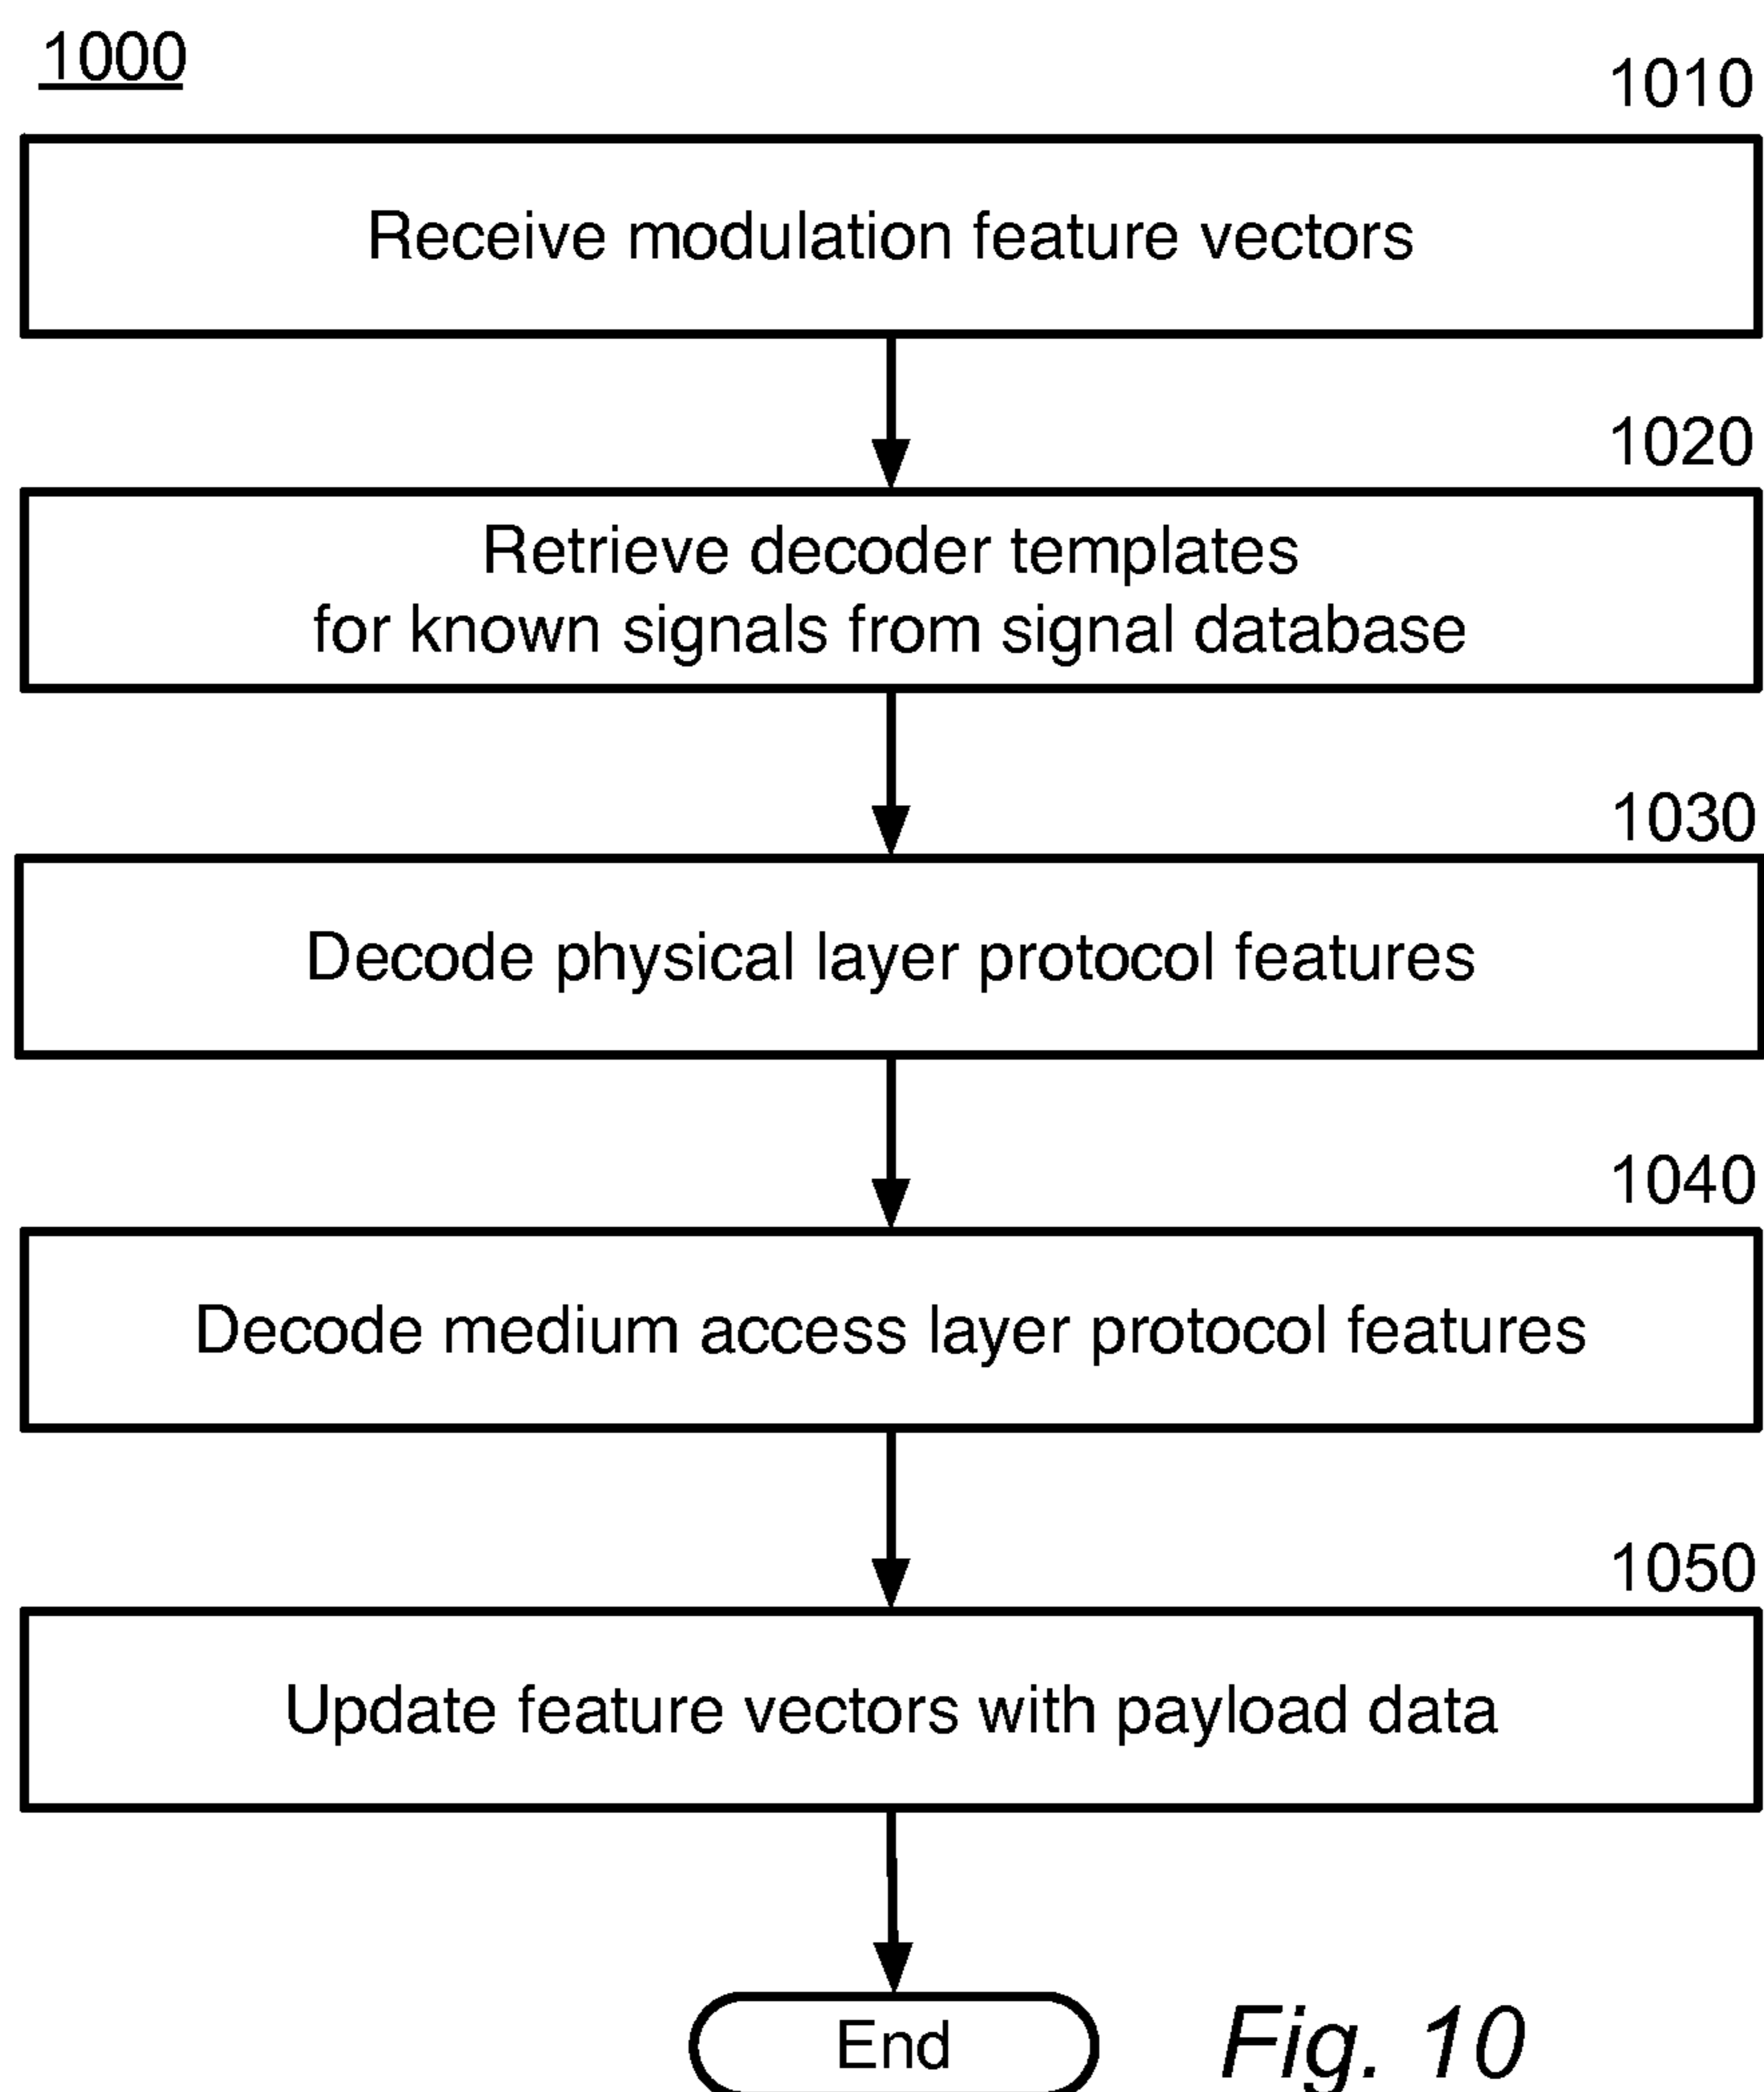 1000
1010
Receive modulation feature vectors
1020
Retrieve decoder templates
for known signals from signal database
1030
Decode physical layer protocol features
1040
Decode medium access layer protocol features
1050
Update feature vectors with payload data
End
Fig. 10